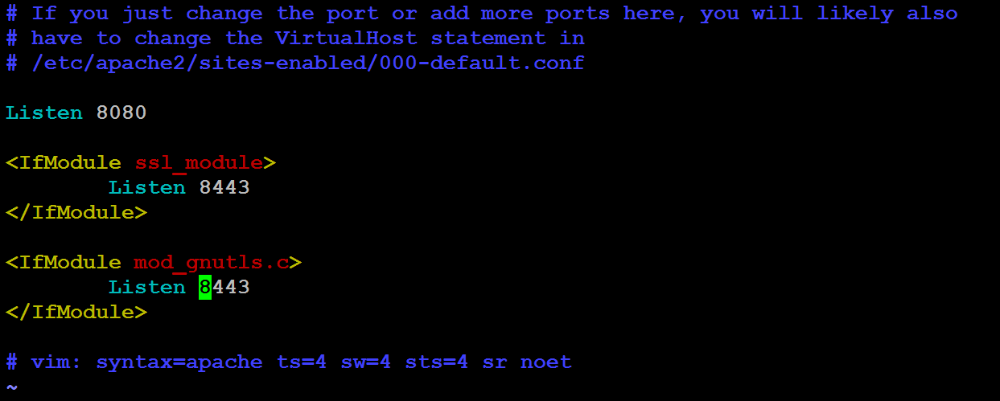 # If you just change the port or add more ports here, you will likely also
# have to change the VirtualHost statement in
# /etc/apache2/sites-enabled/000-default.conf
Listen 8080
<IfModule ssl_module>
Listen 8443
</IfModule>
<IfModule mod_gnutls.c>
Listen 8443
</IfModule>
# vim: syntax=apache ts=4 sw=4 sts=4 sr noet
~